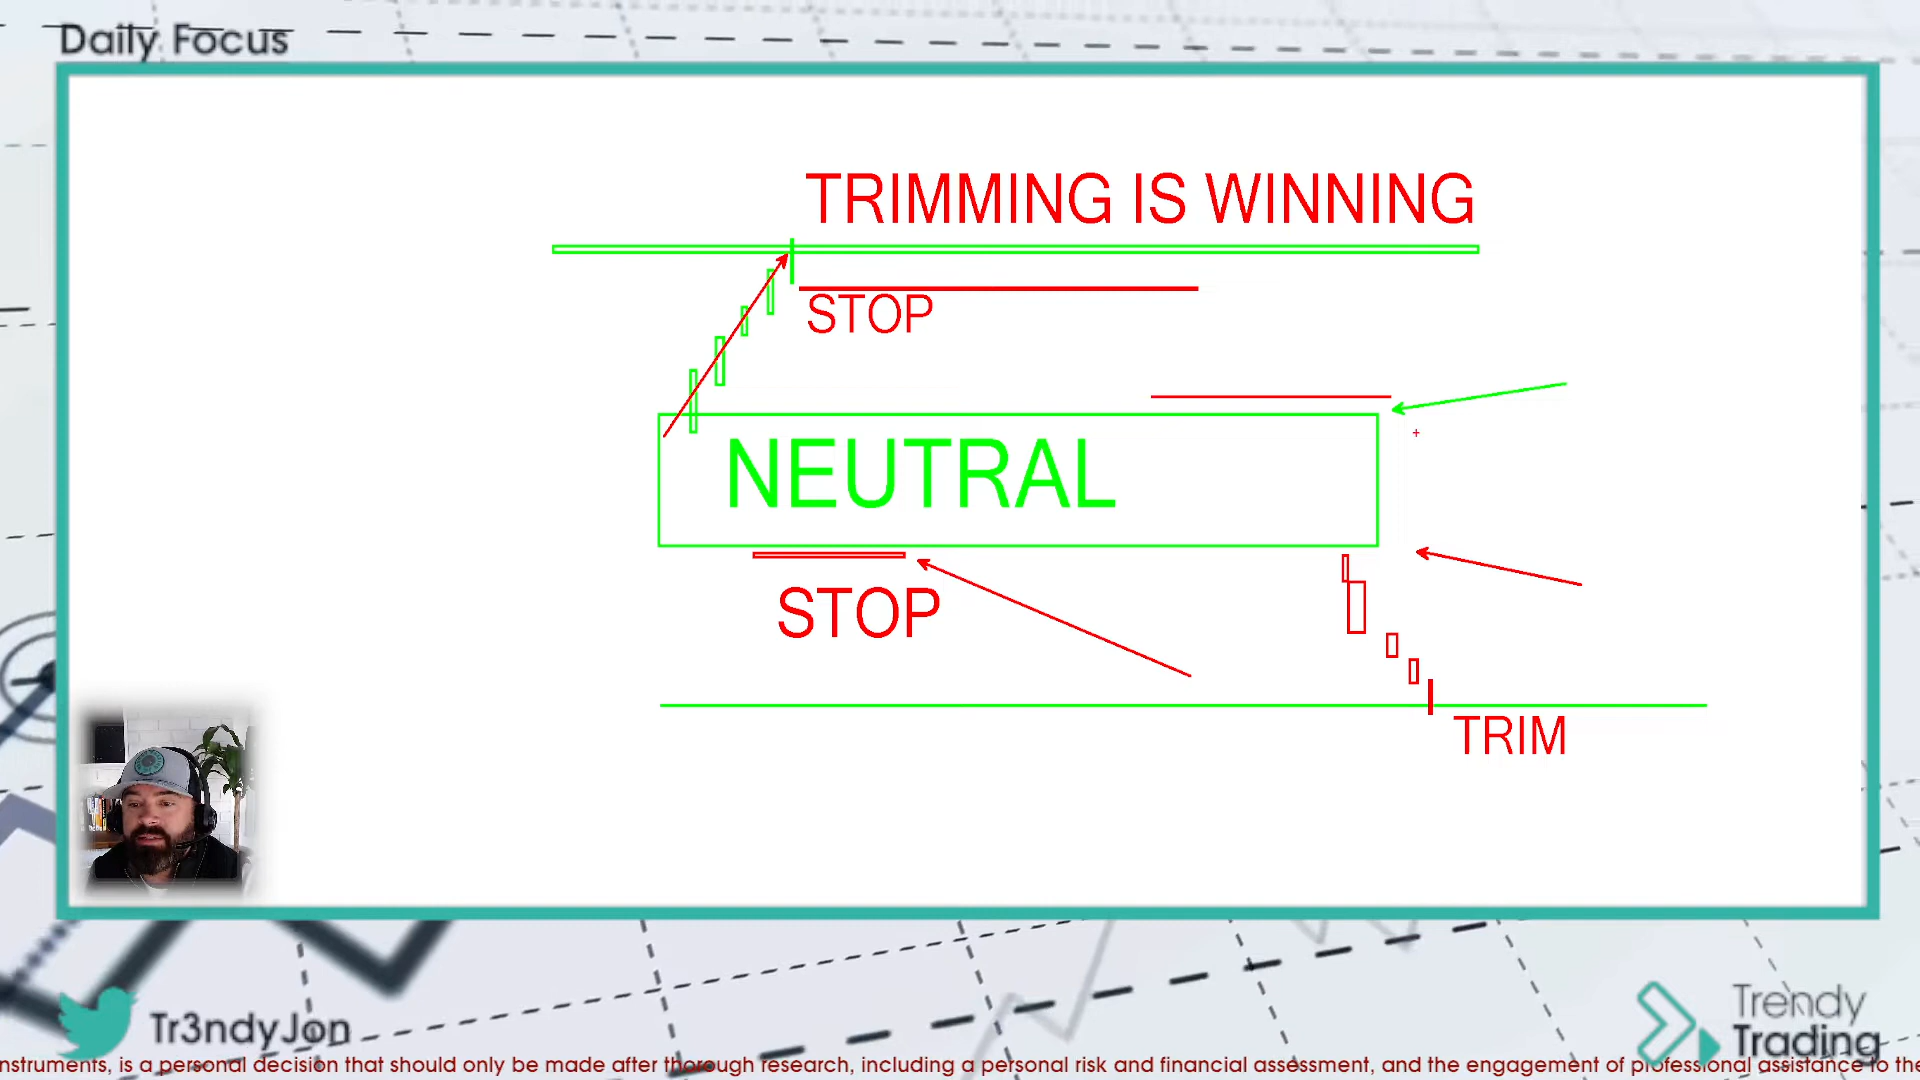 Daily Focus
TRIMMING IS WINNING
STOP
NEUTRAL
STOP
TRIM
Tr3ndyJon
Trendy
Trading
nstruments, is a personal decision that should only be made after thorough research, including a personal risk and financial assessment, and the engagement of professional assistance to the